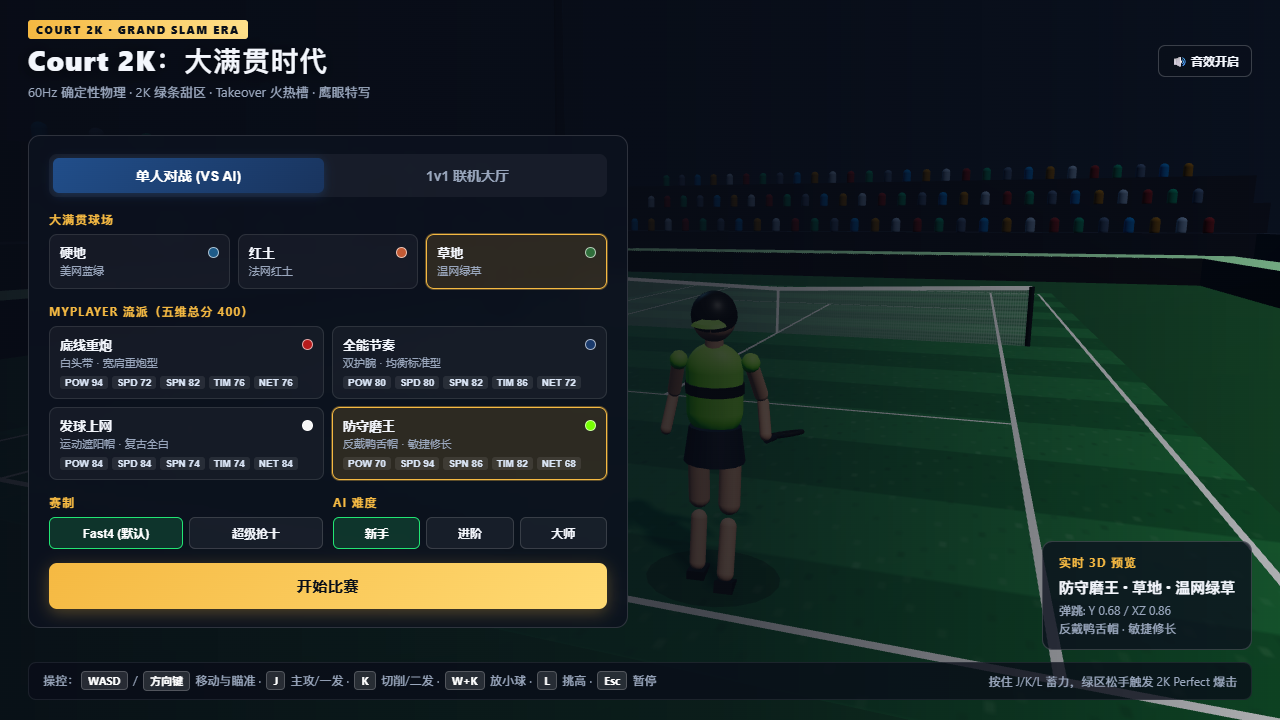 COURT 2K · GRAND SLAM ERA
Court 2K：大满贯时代
60Hz 确定性物理 · 2K 绿条甜区 · Takeover 火热槽 · 鹰眼特写
音效开启
单人对战 (VS AI)
1v1 联机大厅
大满贯球场
硬地
美网蓝绿
红土
法网红土
草地
温网绿草
MYPLAYER 流派（五维总分 400）
底线重炮
白头带 · 宽肩重炮型
POW 94 SPD 72 SPN 82 TIM 76 NET 76
全能节奏
双护腕 · 均衡标准型
POW 80 SPD 80 SPN 82 TIM 86 NET 72
发球上网
运动遮阳帽 · 复古全白
POW 84 SPD 84 SPN 74 TIM 74 NET 84
防守磨王
反戴鸭舌帽 · 敏捷修长
POW 70 SPD 94 SPN 86 TIM 82 NET 68
赛制
Fast4 (默认)
超级抢十
AI 难度
新手
进阶
大师
开始比赛
实时 3D 预览
防守磨王 · 草地 · 温网绿草
弹跳: Y 0.68 / XZ 0.86
反戴鸭舌帽 · 敏捷修长
操控： WASD / 方向键 移动与瞄准 · J 主攻/一发 · K 切削/二发 · W+K 放小球 · L 挑高 · Esc 暂停
按住 J/K/L 蓄力，绿区松手触发 2K Perfect 爆击